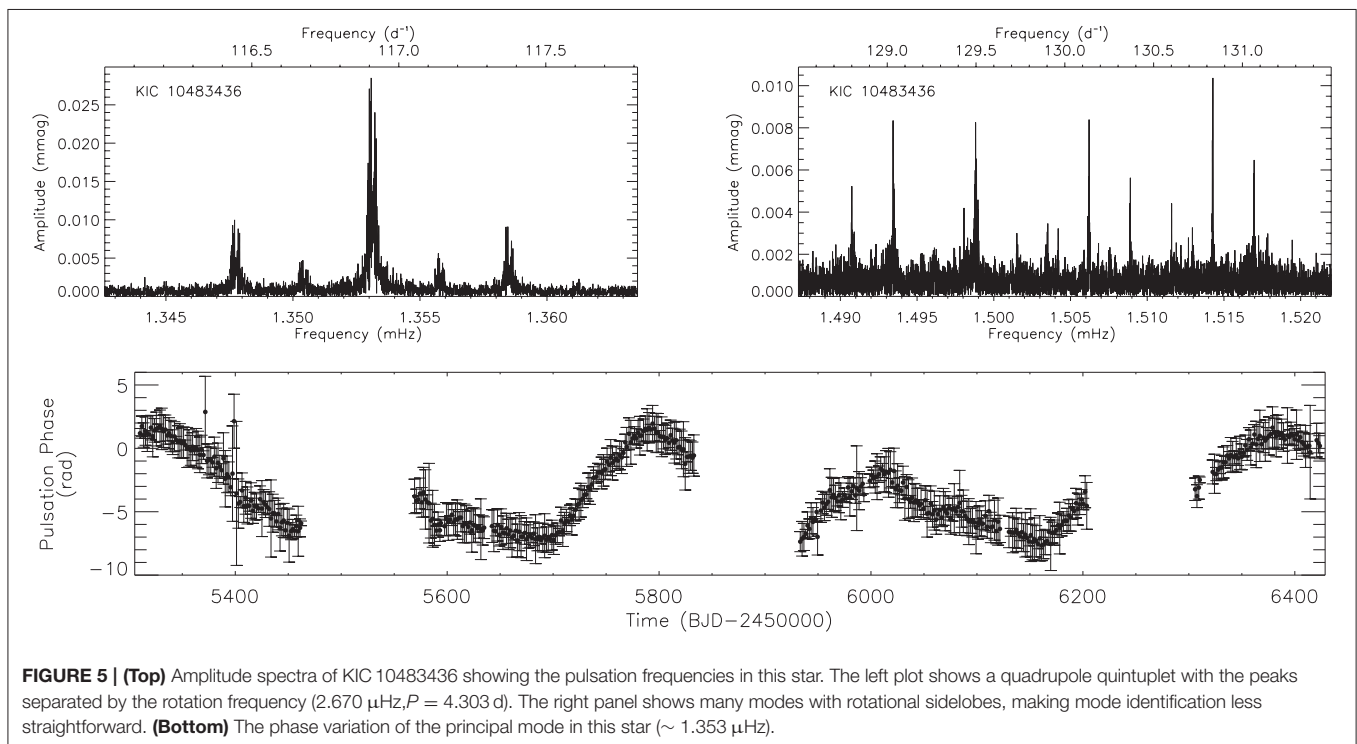 Frequency (d⁻¹)
116.5 117.0 117.5
KIC 10483436
Amplitude (mmag)
0.025
0.020
0.015
0.010
0.005
0.000
1.345 1.350 1.355 1.360
Frequency (mHz)
Frequency (d⁻¹)
129.0 129.5 130.0 130.5 131.0
KIC 10483436
Amplitude (mmag)
0.010
0.008
0.006
0.004
0.002
0.000
1.490 1.495 1.500 1.505 1.510 1.515 1.520
Frequency (mHz)
Pulsation Phase
(rad)
5
0
−5
−10
5400 5600 5800 6000 6200 6400
Time (BJD−2450000)
FIGURE 5 | (Top) Amplitude spectra of KIC 10483436 showing the pulsation frequencies in this star. The left plot shows a quadrupole quintuplet with the peaks
separated by the rotation frequency (2.670 μHz,P = 4.303 d). The right panel shows many modes with rotational sidelobes, making mode identification less
straightforward. (Bottom) The phase variation of the principal mode in this star (∼ 1.353 μHz).